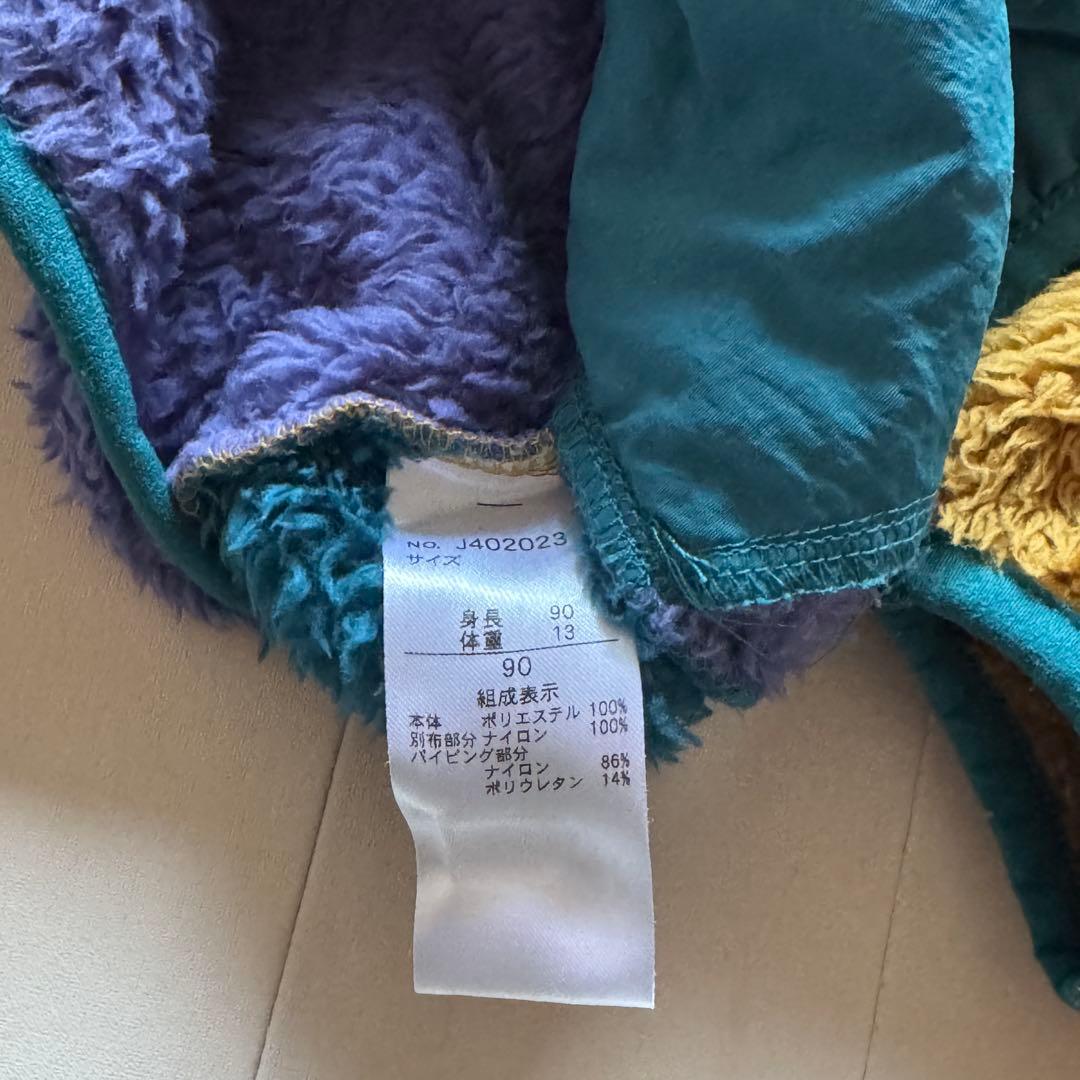 No. J402023
サイズ
身長 90
体重 13
90
組成表示
本体 ポリエステル 100%
別布部分 ナイロン 100%
パイピング部分
ナイロン 86%
ポリウレタン 14%